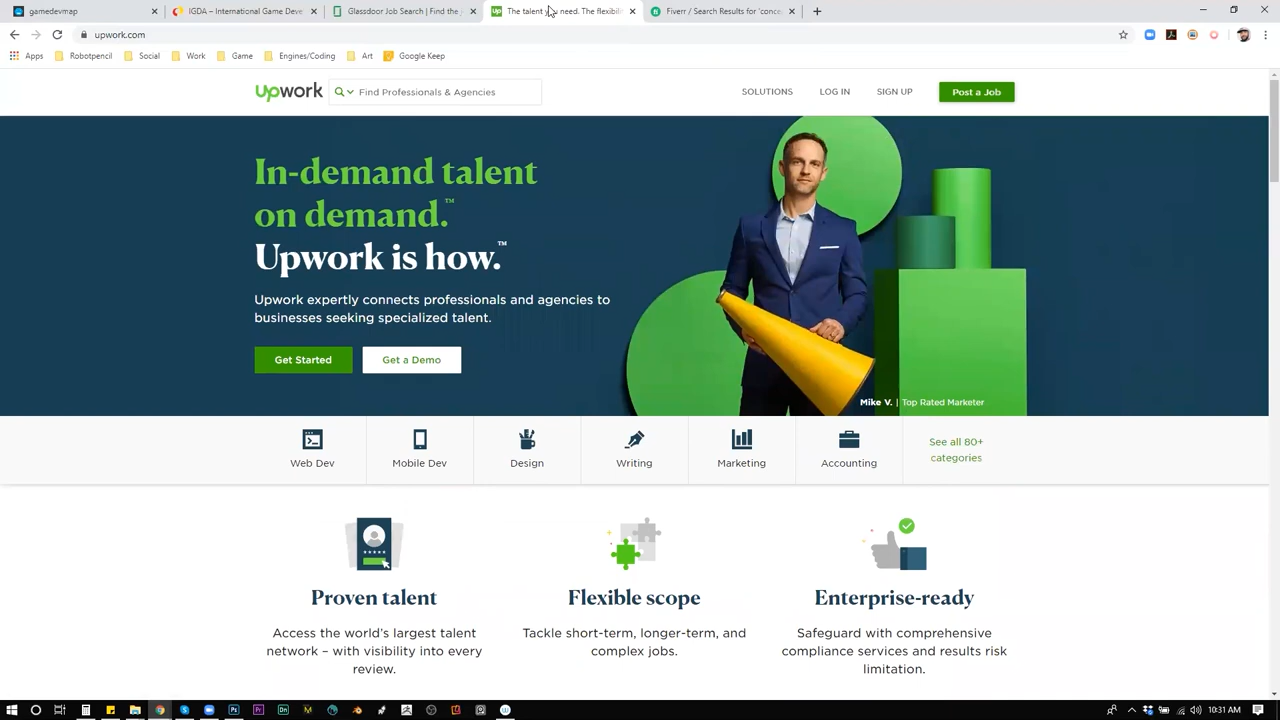 gamedevmap
IGDA – International Game Deve
Glassdoor Job Search | Find the j
Up
The talent you need. The flexibili
Fiverr / Search Results for 'conce
upwork.com
Apps
Robotpencil
Social
Work
Game
Engines/Coding
Art
Google Keep
upwork
Find Professionals & Agencies
SOLUTIONS
LOG IN
SIGN UP
Post a Job
In-demand talent
on demand.™
Upwork is how.™
Upwork expertly connects professionals and agencies to
businesses seeking specialized talent.
Get Started
Get a Demo
Mike V. | Top Rated Marketer
Web Dev
Mobile Dev
Design
Writing
Marketing
Accounting
See all 80+
categories
Proven talent
Flexible scope
Enterprise-ready
Access the world's largest talent
network – with visibility into every
review.
Tackle short-term, longer-term, and
complex jobs.
Safeguard with comprehensive
compliance services and results risk
limitation.
10:31 AM